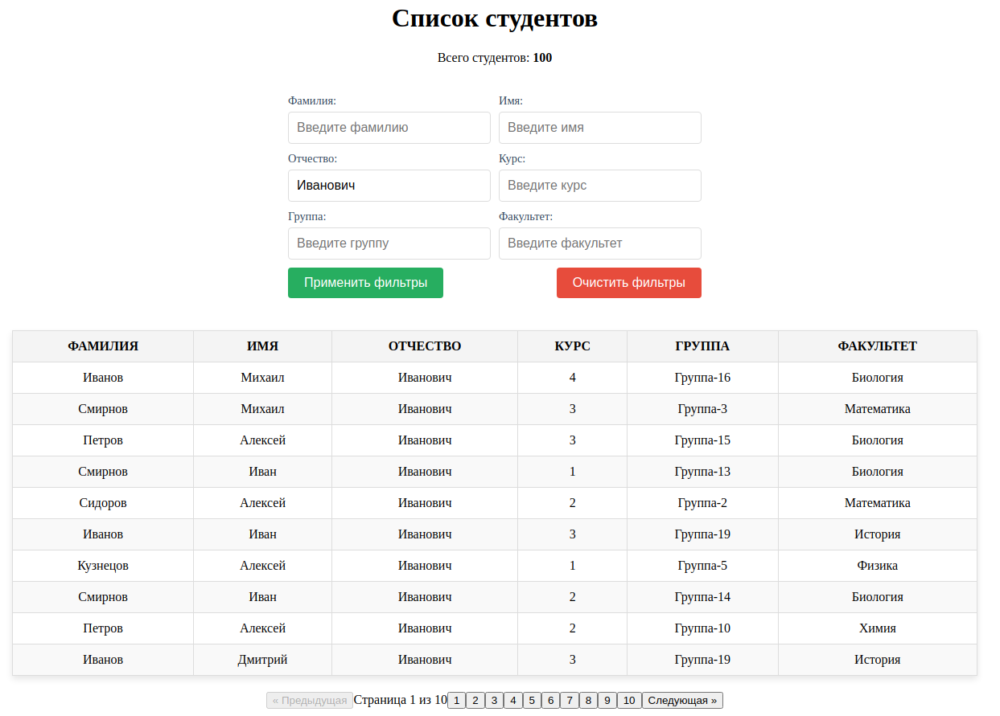 Список студентов
Всего студентов: 100
Фамилия: Имя:
Введите фамилию Введите имя
Отчество: Курс:
Иванович Введите курс
Группа: Факультет:
Введите группу Введите факультет
Применить фильтры Очистить фильтры
ФАМИЛИЯ ИМЯ ОТЧЕСТВО КУРС ГРУППА ФАКУЛЬТЕТ
Иванов Михаил Иванович 4 Группа-16 Биология
Смирнов Михаил Иванович 3 Группа-3 Математика
Петров Алексей Иванович 3 Группа-15 Биология
Смирнов Иван Иванович 1 Группа-13 Биология
Сидоров Алексей Иванович 2 Группа-2 Математика
Иванов Иван Иванович 3 Группа-19 История
Кузнецов Алексей Иванович 1 Группа-5 Физика
Смирнов Иван Иванович 2 Группа-14 Биология
Петров Алексей Иванович 2 Группа-10 Химия
Иванов Дмитрий Иванович 3 Группа-19 История
« Предыдущая Страница 1 из 10 1 2 3 4 5 6 7 8 9 10 Следующая »